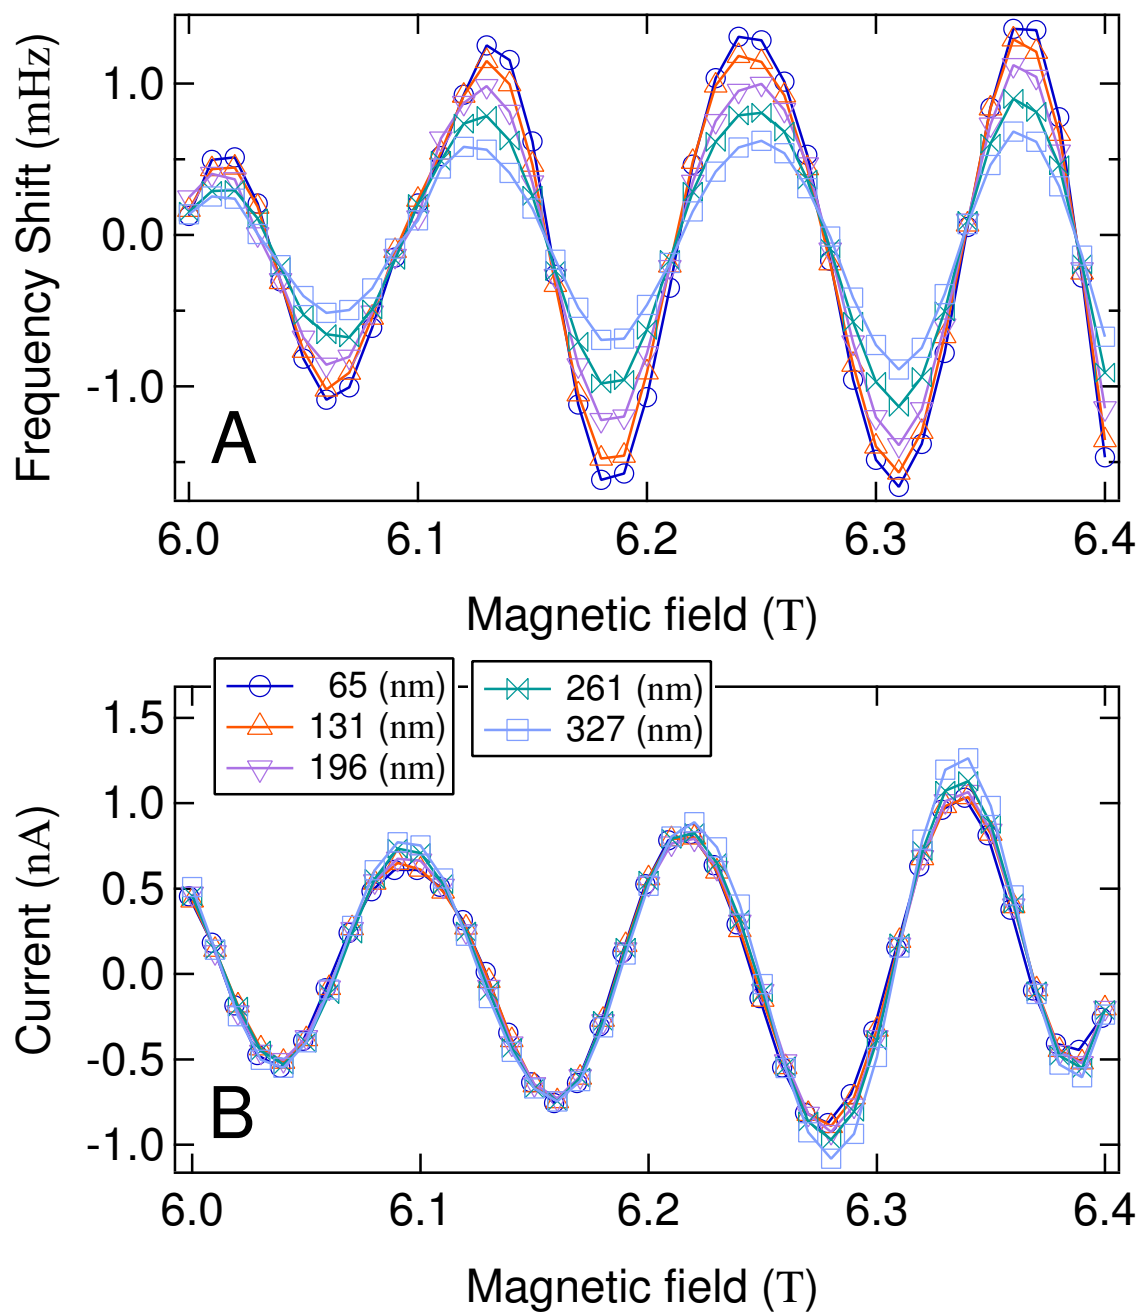 Frequency Shift (mHz)
1.0
0.0
-1.0
A
6.0 6.1 6.2 6.3 6.4
Magnetic field (T)
65 (nm)
131 (nm)
196 (nm)
261 (nm)
327 (nm)
Current (nA)
1.5
1.0
0.5
0.0
-0.5
-1.0
B
6.0 6.1 6.2 6.3 6.4
Magnetic field (T)